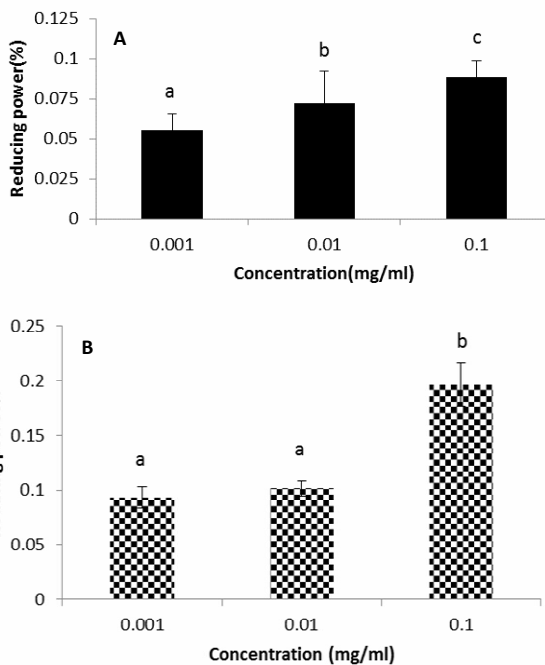 A
Reducing power(%)
0.125
0.1
0.075
0.05
0.025
0
a
b
c
0.001
0.01
0.1
Concentration(mg/ml)
B
0.25
0.2
0.15
0.1
0.05
0
a
a
b
0.001
0.01
0.1
Concentration (mg/ml)